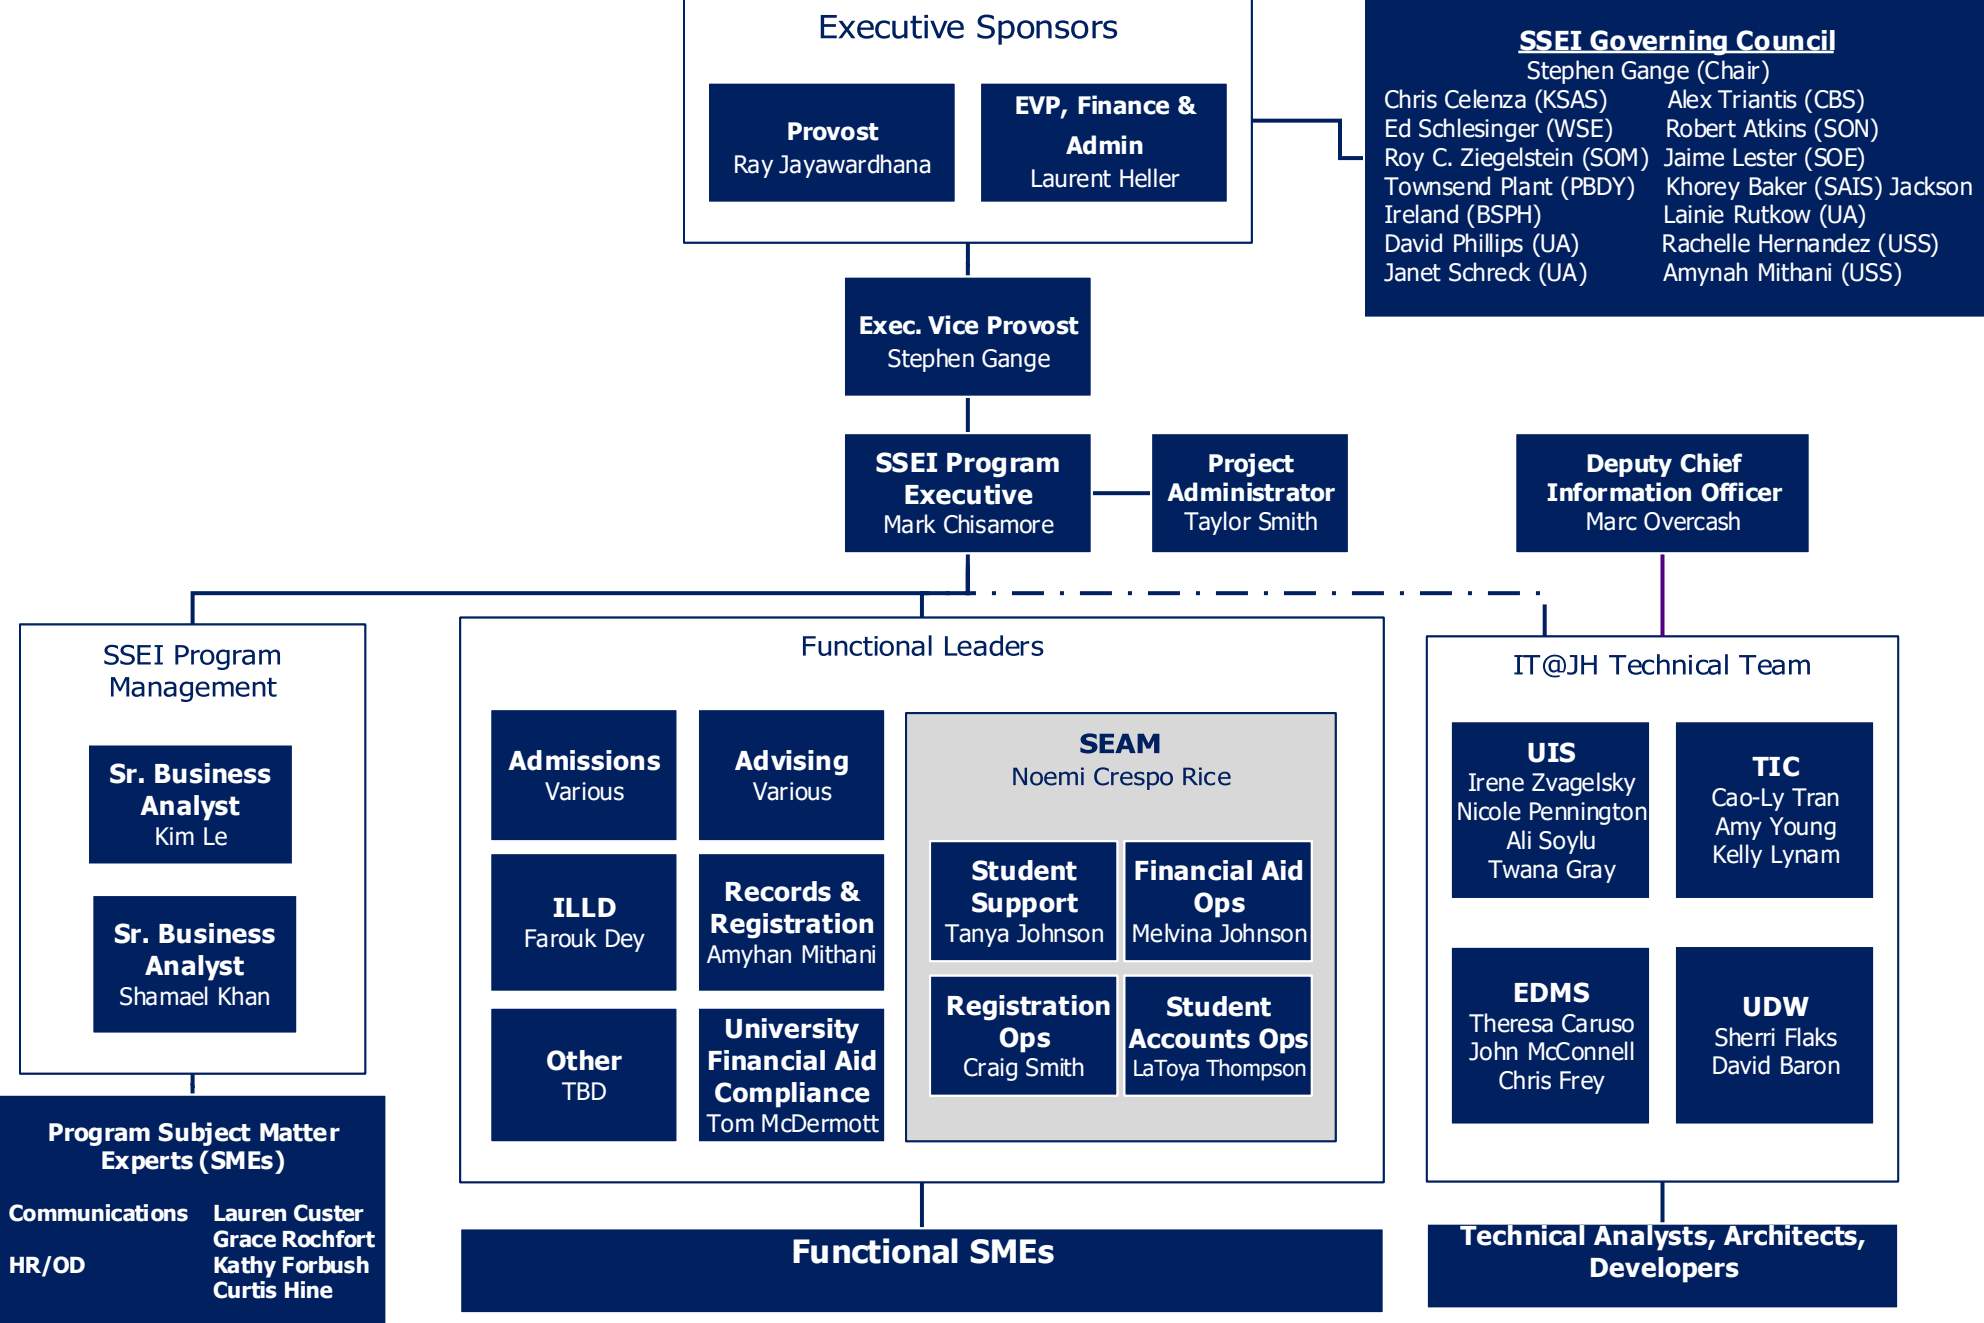 Executive Sponsors
Provost
Ray Jayawardhana
EVP, Finance &
Admin
Laurent Heller
SSEI Governing Council
Stephen Gange (Chair)
Chris Celenza (KSAS) Alex Triantis (CBS)
Ed Schlesinger (WSE) Robert Atkins (SON)
Roy C. Ziegelstein (SOM) Jaime Lester (SOE)
Townsend Plant (PBDY) Khorey Baker (SAIS) Jackson
Ireland (BSPH) Lainie Rutkow (UA)
David Phillips (UA) Rachelle Hernandez (USS)
Janet Schreck (UA) Amynah Mithani (USS)
Exec. Vice Provost
Stephen Gange
SSEI Program
Executive
Mark Chisamore
Project
Administrator
Taylor Smith
Deputy Chief
Information Officer
Marc Overcash
SSEI Program
Management
Sr. Business
Analyst
Kim Le
Sr. Business
Analyst
Shamael Khan
Program Subject Matter
Experts (SMEs)
Communications Lauren Custer
Grace Rochfort
HR/OD Kathy Forbush
Curtis Hine
Functional Leaders
Admissions
Various
Advising
Various
ILLD
Farouk Dey
Records &
Registration
Amyhan Mithani
Other
TBD
University
Financial Aid
Compliance
Tom McDermott
SEAM
Noemi Crespo Rice
Student
Support
Tanya Johnson
Financial Aid
Ops
Melvina Johnson
Registration
Ops
Craig Smith
Student
Accounts Ops
LaToya Thompson
Functional SMEs
IT@JH Technical Team
UIS
Irene Zvagelsky
Nicole Pennington
Ali Soylu
Twana Gray
TIC
Cao-Ly Tran
Amy Young
Kelly Lynam
EDMS
Theresa Caruso
John McConnell
Chris Frey
UDW
Sherri Flaks
David Baron
Technical Analysts, Architects,
Developers